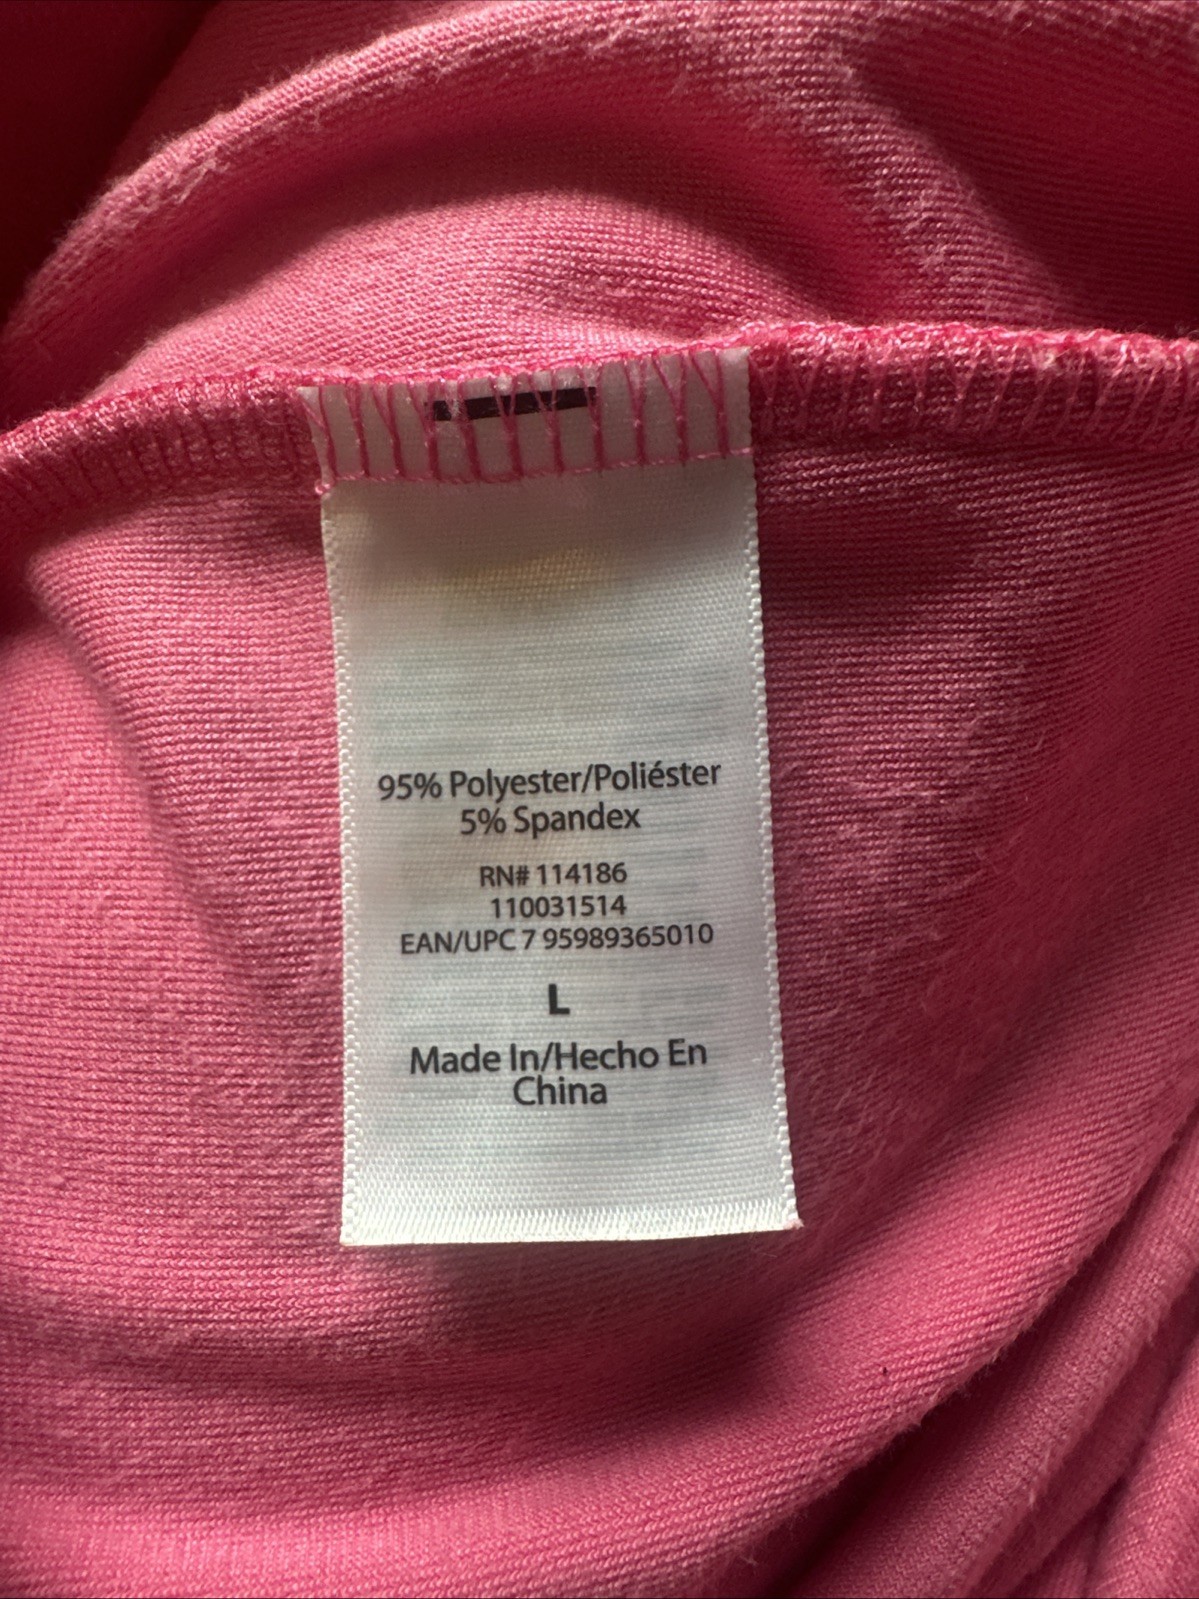 95% Polyester/Poliéster
5% Spandex
RN# 114186
110031514
EAN/UPC 7 95989365010
L
Made In/Hecho En
China